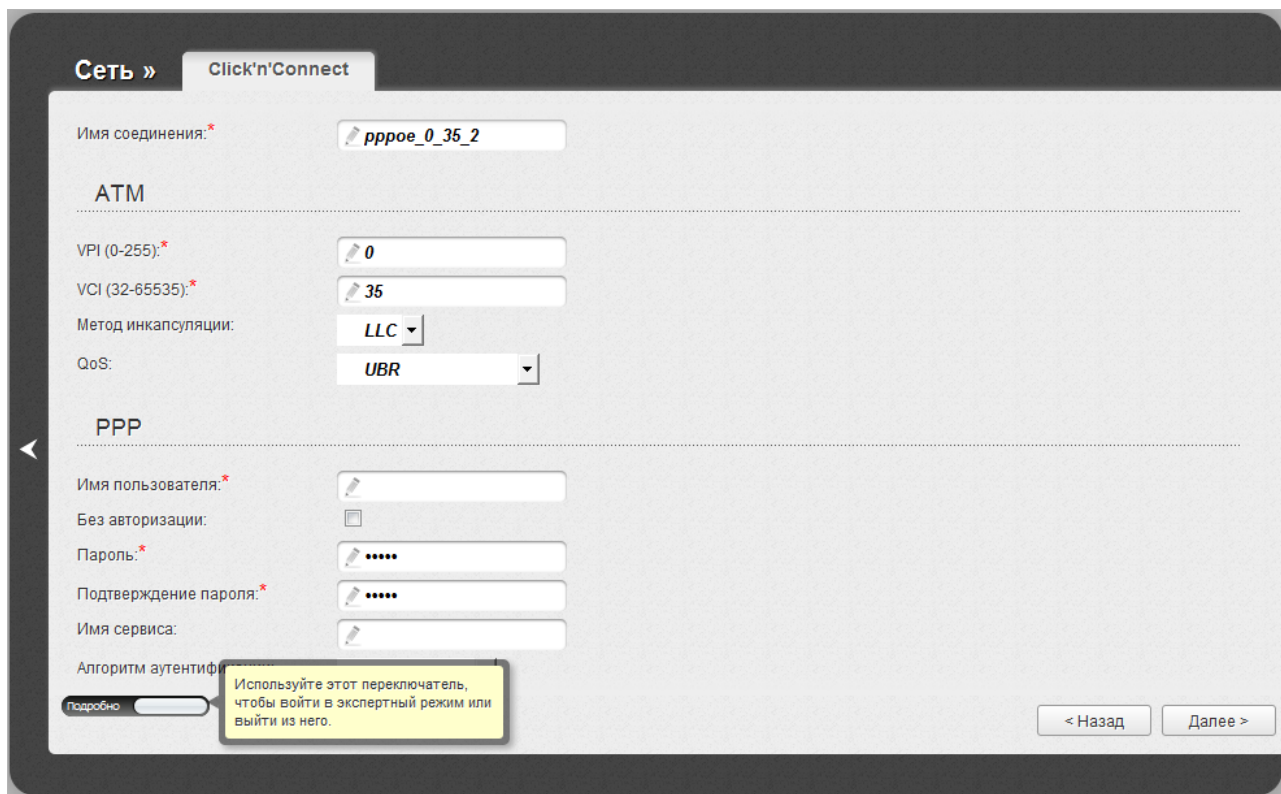 Сеть »
Click'n'Connect
Имя соединения:* pppoe_0_35_2
ATM
VPI (0-255):* 0
VCI (32-65535):* 35
Метод инкапсуляции: LLC
QoS: UBR
PPP
Имя пользователя:*
Без авторизации:
Пароль:* •••••
Подтверждение пароля:* •••••
Имя сервиса:
Алгоритм
Подробно
Используйте этот переключатель,
чтобы войти в экспертный режим или
выйти из него.
< Назад
Далее >